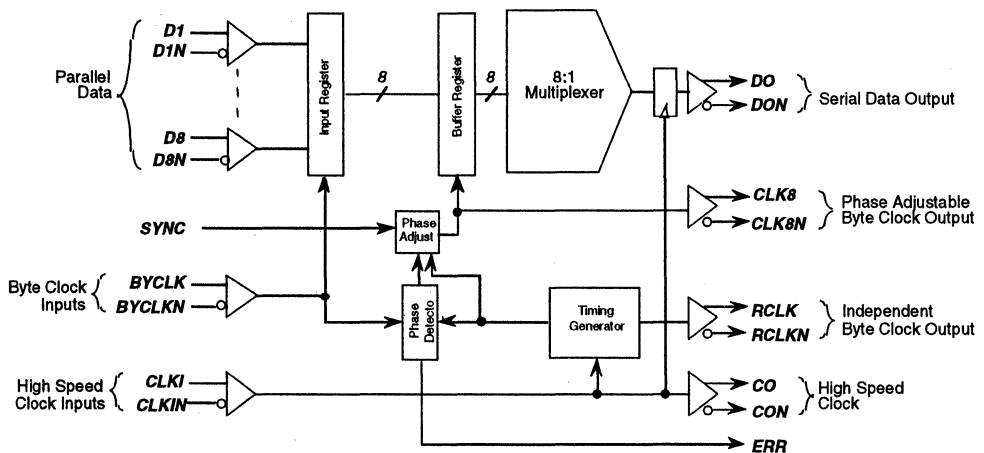 D1
D1N
Parallel
Data
D8
D8N
Input Register
8
Buffer Register
8
8:1
Multiplexer
DO
DON
Serial Data Output
SYNC
Phase
Adjust
CLK8
CLK8N
Phase Adjustable
Byte Clock Output
Byte Clock
Inputs
BYCLK
BYCLKN
Phase
Detecto
Timing
Generator
RCLK
RCLKN
Independent
Byte Clock Output
High Speed
Clock Inputs
CLKI
CLKIN
CO
CON
High Speed
Clock
ERR